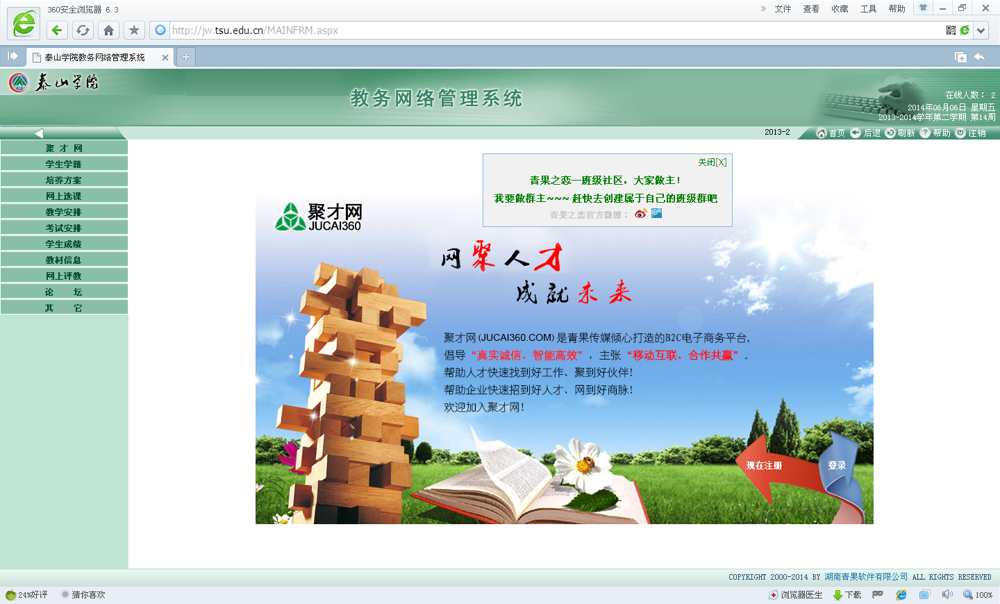 360安全浏览器 6.3
» 文件 查看 收藏 工具 帮助
http://jw.tsu.edu.cn/MAINFRM.aspx
泰山学院教务网络管理系统
泰山学院
教务网络管理系统
在线人数： 2
2014年06月06日 星期五
2013-2014学年第二学期 第14周
2013-2 首页 后退 刷新 帮助 注销
聚 才 网
学生学籍
培养方案
网上选课
教学安排
考试安排
学生成绩
教材信息
网上评教
论 坛
其 它
关闭[X]
青果之恋—班级社区，大家做主！
我要做群主~~~ 赶快去创建属于自己的班级群吧
青果之恋官方微博：
聚才网
JUCAI360
网聚人才
成就未来
聚才网(JUCAI360.COM)是青果传媒倾心打造的B2C电子商务平台,
倡导“真实诚信、智能高效”，主张“移动互联、合作共赢”。
帮助人才快速找到好工作、聚到好伙伴!
帮助企业快速招到好人才、网到好商脉!
欢迎加入聚才网!
现在注册
登录
COPYRIGHT 2000-2014 BY 湖南青果软件有限公司 ALL RIGHTS RESERVED
24%好评 猜你喜欢 浏览器医生 下载 100%